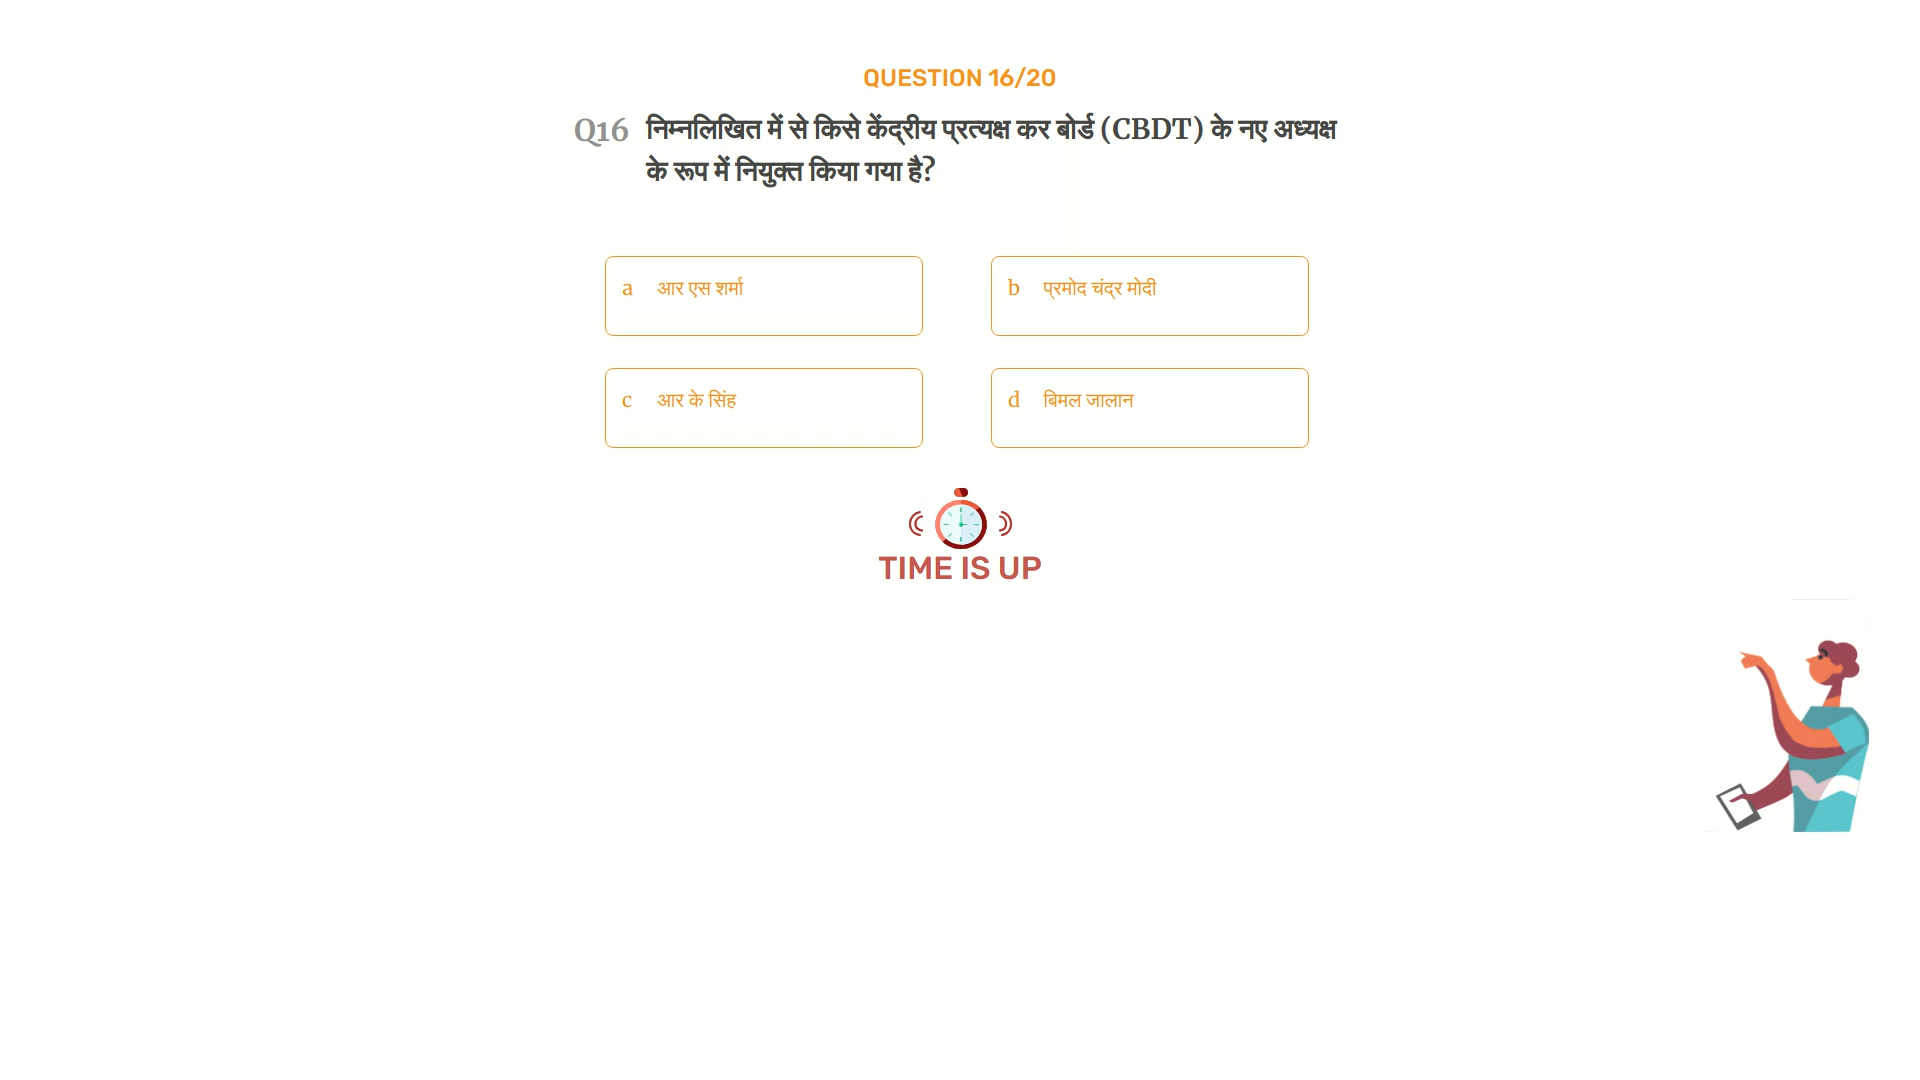 QUESTION 16/20
Q16 निम्नलिखित में से किसे केंद्रीय प्रत्यक्ष कर बोर्ड (CBDT) के नए अध्यक्ष
के रूप में नियुक्त किया गया है?
a आर एस शर्मा
b प्रमोद चंद्र मोदी
c आर के सिंह
d बिमल जालान
TIME IS UP